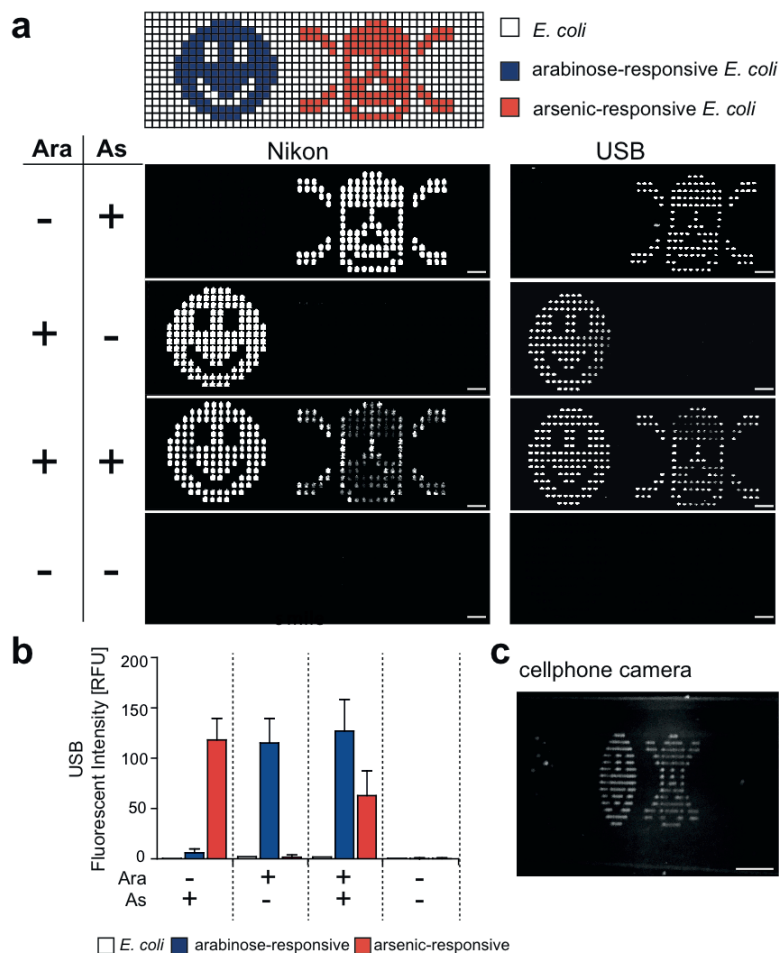 a
E. coli
arabinose-responsive E. coli
arsenic-responsive E. coli
Ara As
Nikon
USB
- +
+ -
+ +
- -
b
USB
Fluorescent Intensity [RFU]
200
150
100
50
0
Ara - + + -
As + - + -
E. coli arabinose-responsive arsenic-responsive
c
cellphone camera